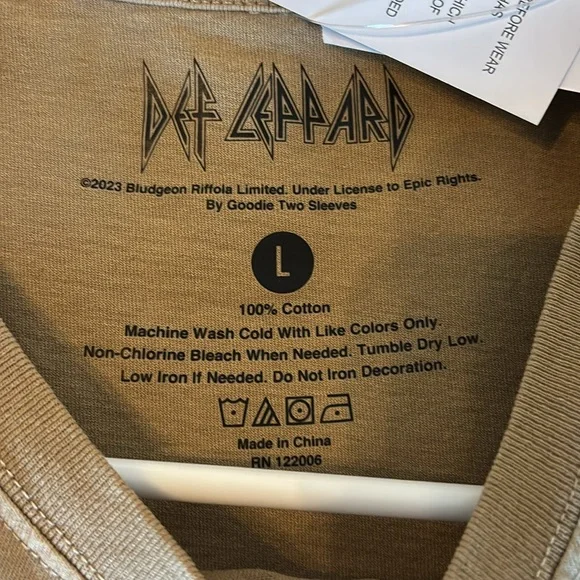 BEFORE WEAR
DEF LEPPARD
©2023 Bludgeon Riffola Limited. Under License to Epic Rights.
By Goodie Two Sleeves
L
100% Cotton
Machine Wash Cold With Like Colors Only.
Non-Chlorine Bleach When Needed. Tumble Dry Low.
Low Iron If Needed. Do Not Iron Decoration.
Made in China
RN 122006